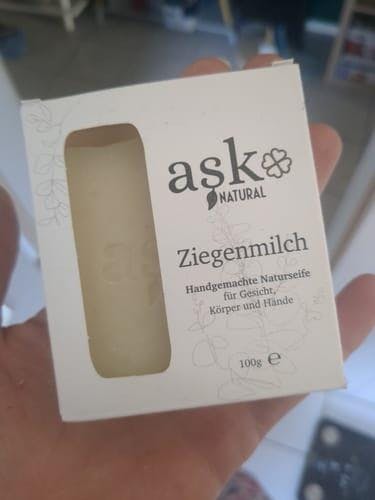 aşk
NATURAL
Ziegenmilch
Handgemachte Naturseife
für Gesicht,
Körper und Hände
100g ℮